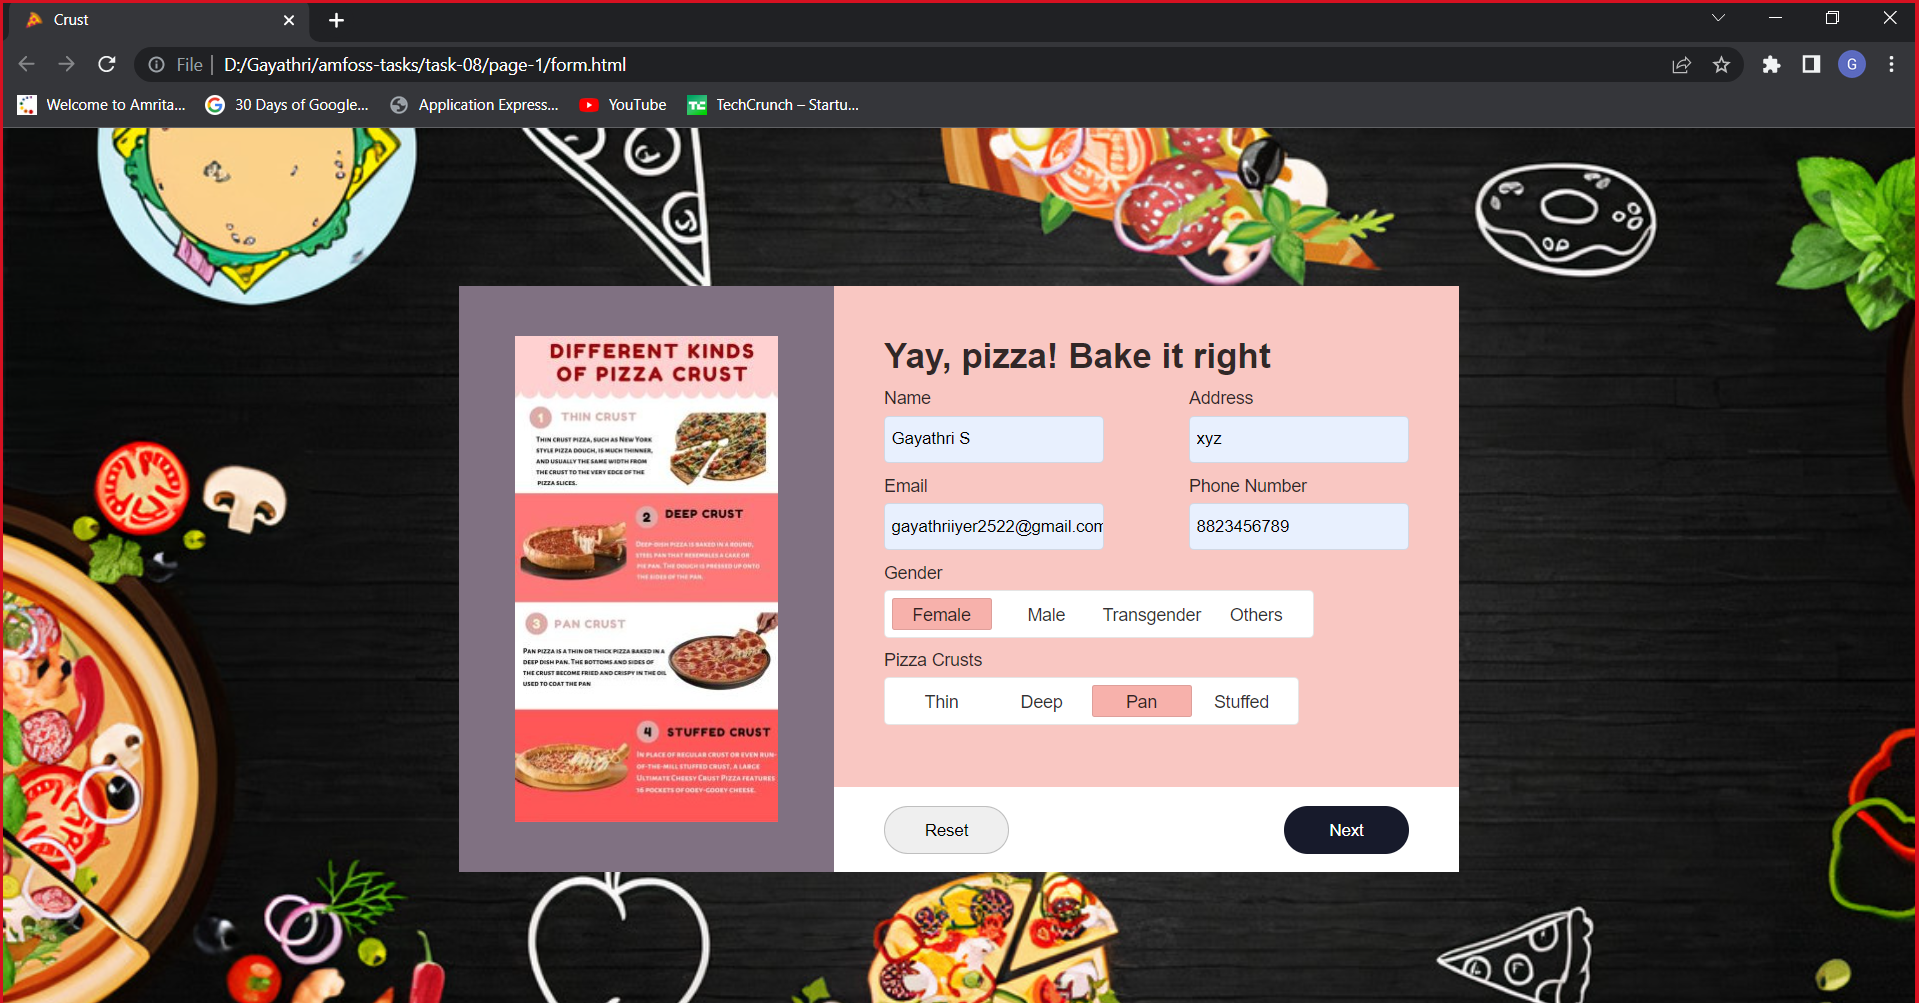 Crust
File | D:/Gayathri/amfoss-tasks/task-08/page-1/form.html
G
Welcome to Amrita...
30 Days of Google...
Application Express...
YouTube
TC
TechCrunch – Startu...
DIFFERENT KINDS
OF PIZZA CRUST
1 THIN CRUST
THIN CRUST PIZZA, SUCH AS NEW YORK
STYLE PIZZA DOUGH, IS MUCH THINNER,
AND USUALLY THE SAME WIDTH FROM
THE CRUST TO THE VERY EDGE OF THE
PIZZA SLICES.
2 DEEP CRUST
DEEP-DISH PIZZA IS BAKED IN A ROUND,
STEEL PAN THAT RESEMBLES A CAKE OR
PIE PAN. THE DOUGH IS PRESSED UP ONTO
THE SIDES OF THE PAN.
3 PAN CRUST
PAN PIZZA IS A THIN OR THICK PIZZA BAKED IN A
DEEP DISH PAN. THE BOTTOMS AND SIDES OF
THE CRUST BECOME FRIED AND CRISPY IN THE OIL
USED TO COAT THE PAN
4 STUFFED CRUST
IN PLACE OF REGULAR CRUST OR EVEN RUN-
OF-THE-MILL STUFFED CRUST, A LARGE
ULTIMATE CHEESY CRUST PIZZA FEATURES
16 POCKETS OF OOEY-GOOEY CHEESE.
Yay, pizza! Bake it right
Name Address
Gayathri S xyz
Email Phone Number
gayathriiyer2522@gmail.com 8823456789
Gender
Female Male Transgender Others
Pizza Crusts
Thin Deep Pan Stuffed
Reset Next